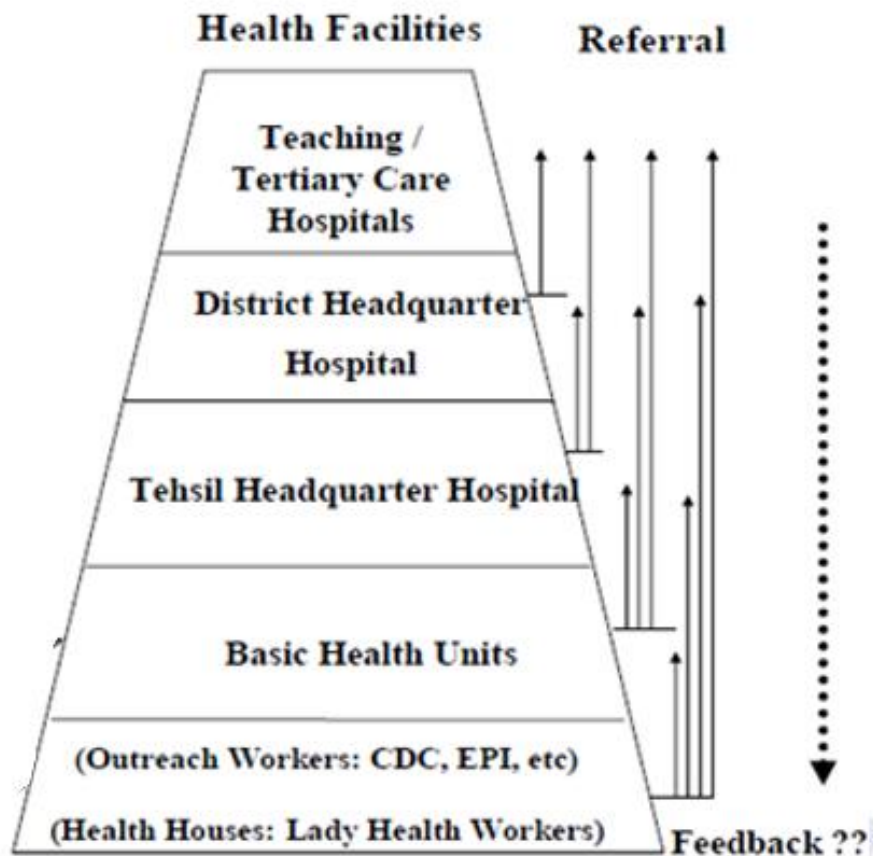 Health Facilities
Referral
Teaching /
Tertiary Care
Hospitals
District Headquarter
Hospital
Tehsil Headquarter Hospital
Basic Health Units
(Outreach Workers: CDC, EPI, etc)
(Health Houses: Lady Health Workers)
Feedback ??